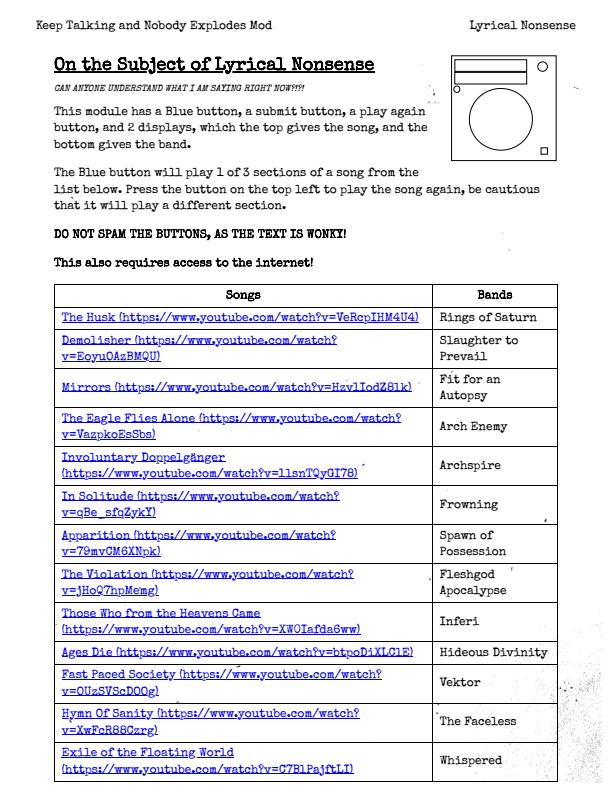 Keep Talking and Nobody Explodes Mod
Lyrical Nonsense
On the Subject of Lyrical Nonsense
CAN ANYONE UNDERSTAND WHAT I AM SAYING RIGHT NOW?!?!
This module has a Blue button, a submit button, a play again
button, and 2 displays, which the top gives the song, and the
bottom gives the band.
The Blue button will play 1 of 3 sections of a song from the
list below. Press the button on the top left to play the song again, be cautious
that it will play a different section.
DO NOT SPAM THE BUTTONS, AS THE TEXT IS WONKY!
This also requires access to the internet!
Songs
Bands
The Husk (https://www.youtube.com/watch?v=VeRcpIHM4U4)
Rings of Saturn
Demolisher (https://www.youtube.com/watch?
v=EoyuOAzBMQU)
Slaughter to
Prevail
Mirrors (https://www.youtube.com/watch?v=HzvlIodZ8lk)
Fit for an
Autopsy
The Eagle Flies Alone (https://www.youtube.com/watch?
v=VazpkoEsSbs)
Arch Enemy
Involuntary Doppelgänger
(https://www.youtube.com/watch?v=llsnTQyGI78)
Archspire
In Solitude (https://www.youtube.com/watch?
v=qBe_sfqZykY)
Frowning
Apparition (https://www.youtube.com/watch?
v=79mvCM6XNpk)
Spawn of
Possession
The Violation (https://www.youtube.com/watch?
v=jHoQ7hpMemg)
Fleshgod
Apocalypse
Those Who from the Heavens Came
(https://www.youtube.com/watch?v=XW0Iafda6ww)
Inferi
Ages Die (https://www.youtube.com/watch?v=btpoDiXLClE)
Hideous Divinity
Fast Paced Society (https://www.youtube.com/watch?
v=OUzSVScDOOg)
Vektor
Hymn Of Sanity (https://www.youtube.com/watch?
v=XwFcR88Czrg)
The Faceless
Exile of the Floating World
(https://www.youtube.com/watch?v=C7BlPajftLI)
Whispered